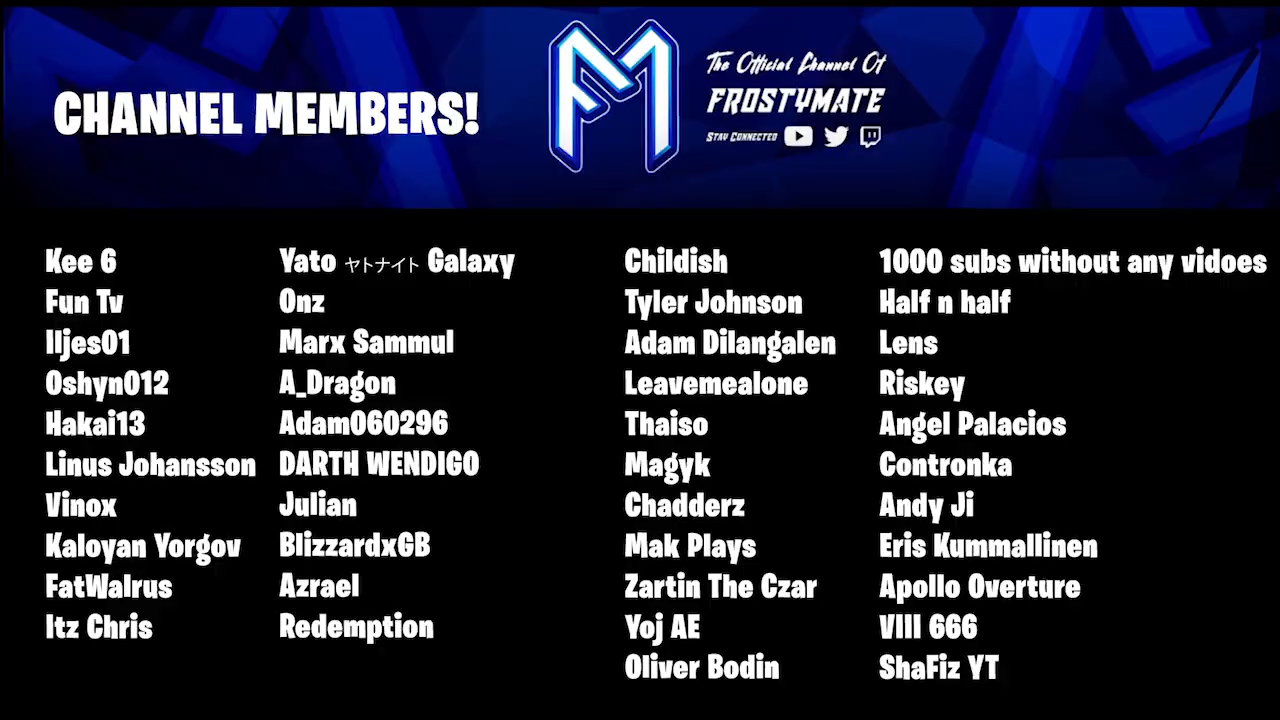 CHANNEL MEMBERS!
The Official Channel Of
FROSTYMATE
STAY CONNECTED
Kee 6
Fun Tv
lljes01
Oshyn012
Hakai13
Linus Johansson
Vinox
Kaloyan Yorgov
FatWalrus
Itz Chris
Yato ヤトナイト Galaxy
Onz
Marx Sammul
A_Dragon
Adam060296
DARTH WENDIGO
Julian
BlizzardxGB
Azrael
Redemption
Childish
Tyler Johnson
Adam Dilangalen
Leavemealone
Thaiso
Magyk
Chadderz
Mak Plays
Zartin The Czar
Yoj AE
Oliver Bodin
1000 subs without any vidoes
Half n half
Lens
Riskey
Angel Palacios
Contronka
Andy Ji
Eris Kummallinen
Apollo Overture
VIII 666
ShaFiz YT